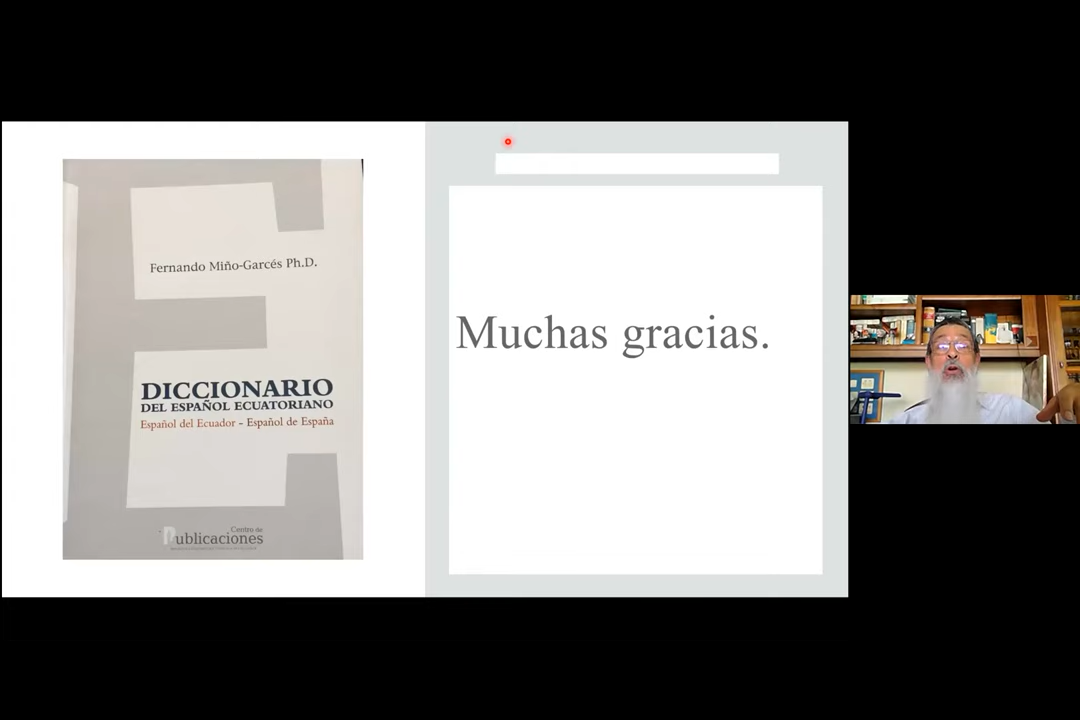 Fernando Miño-Garcés Ph.D.
DICCIONARIO
DEL ESPAÑOL ECUATORIANO
Español del Ecuador - Español de España
Centro de
Publicaciones
Muchas gracias.